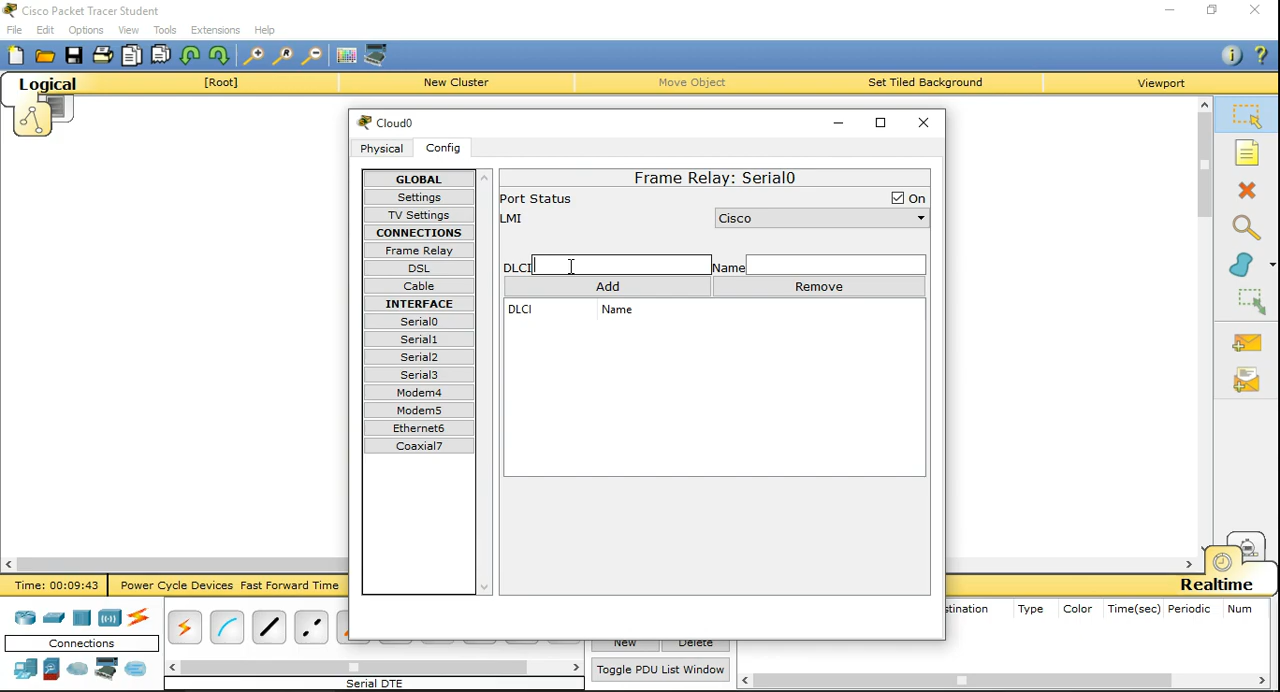 Cisco Packet Tracer Student
File Edit Options View Tools Extensions Help
Logical [Root] New Cluster Move Object Set Tiled Background Viewport
Cloud0
Physical Config
GLOBAL
Settings
TV Settings
CONNECTIONS
Frame Relay
DSL
Cable
INTERFACE
Serial0
Serial1
Serial2
Serial3
Modem4
Modem5
Ethernet6
Coaxial7
Frame Relay: Serial0
Port Status On
LMI Cisco
DLCI Name
Add Remove
DLCI Name
Time: 00:09:43 Power Cycle Devices Fast Forward Time Realtime
Connections
Serial DTE
New Delete
Toggle PDU List Window
stination Type Color Time(sec) Periodic Num